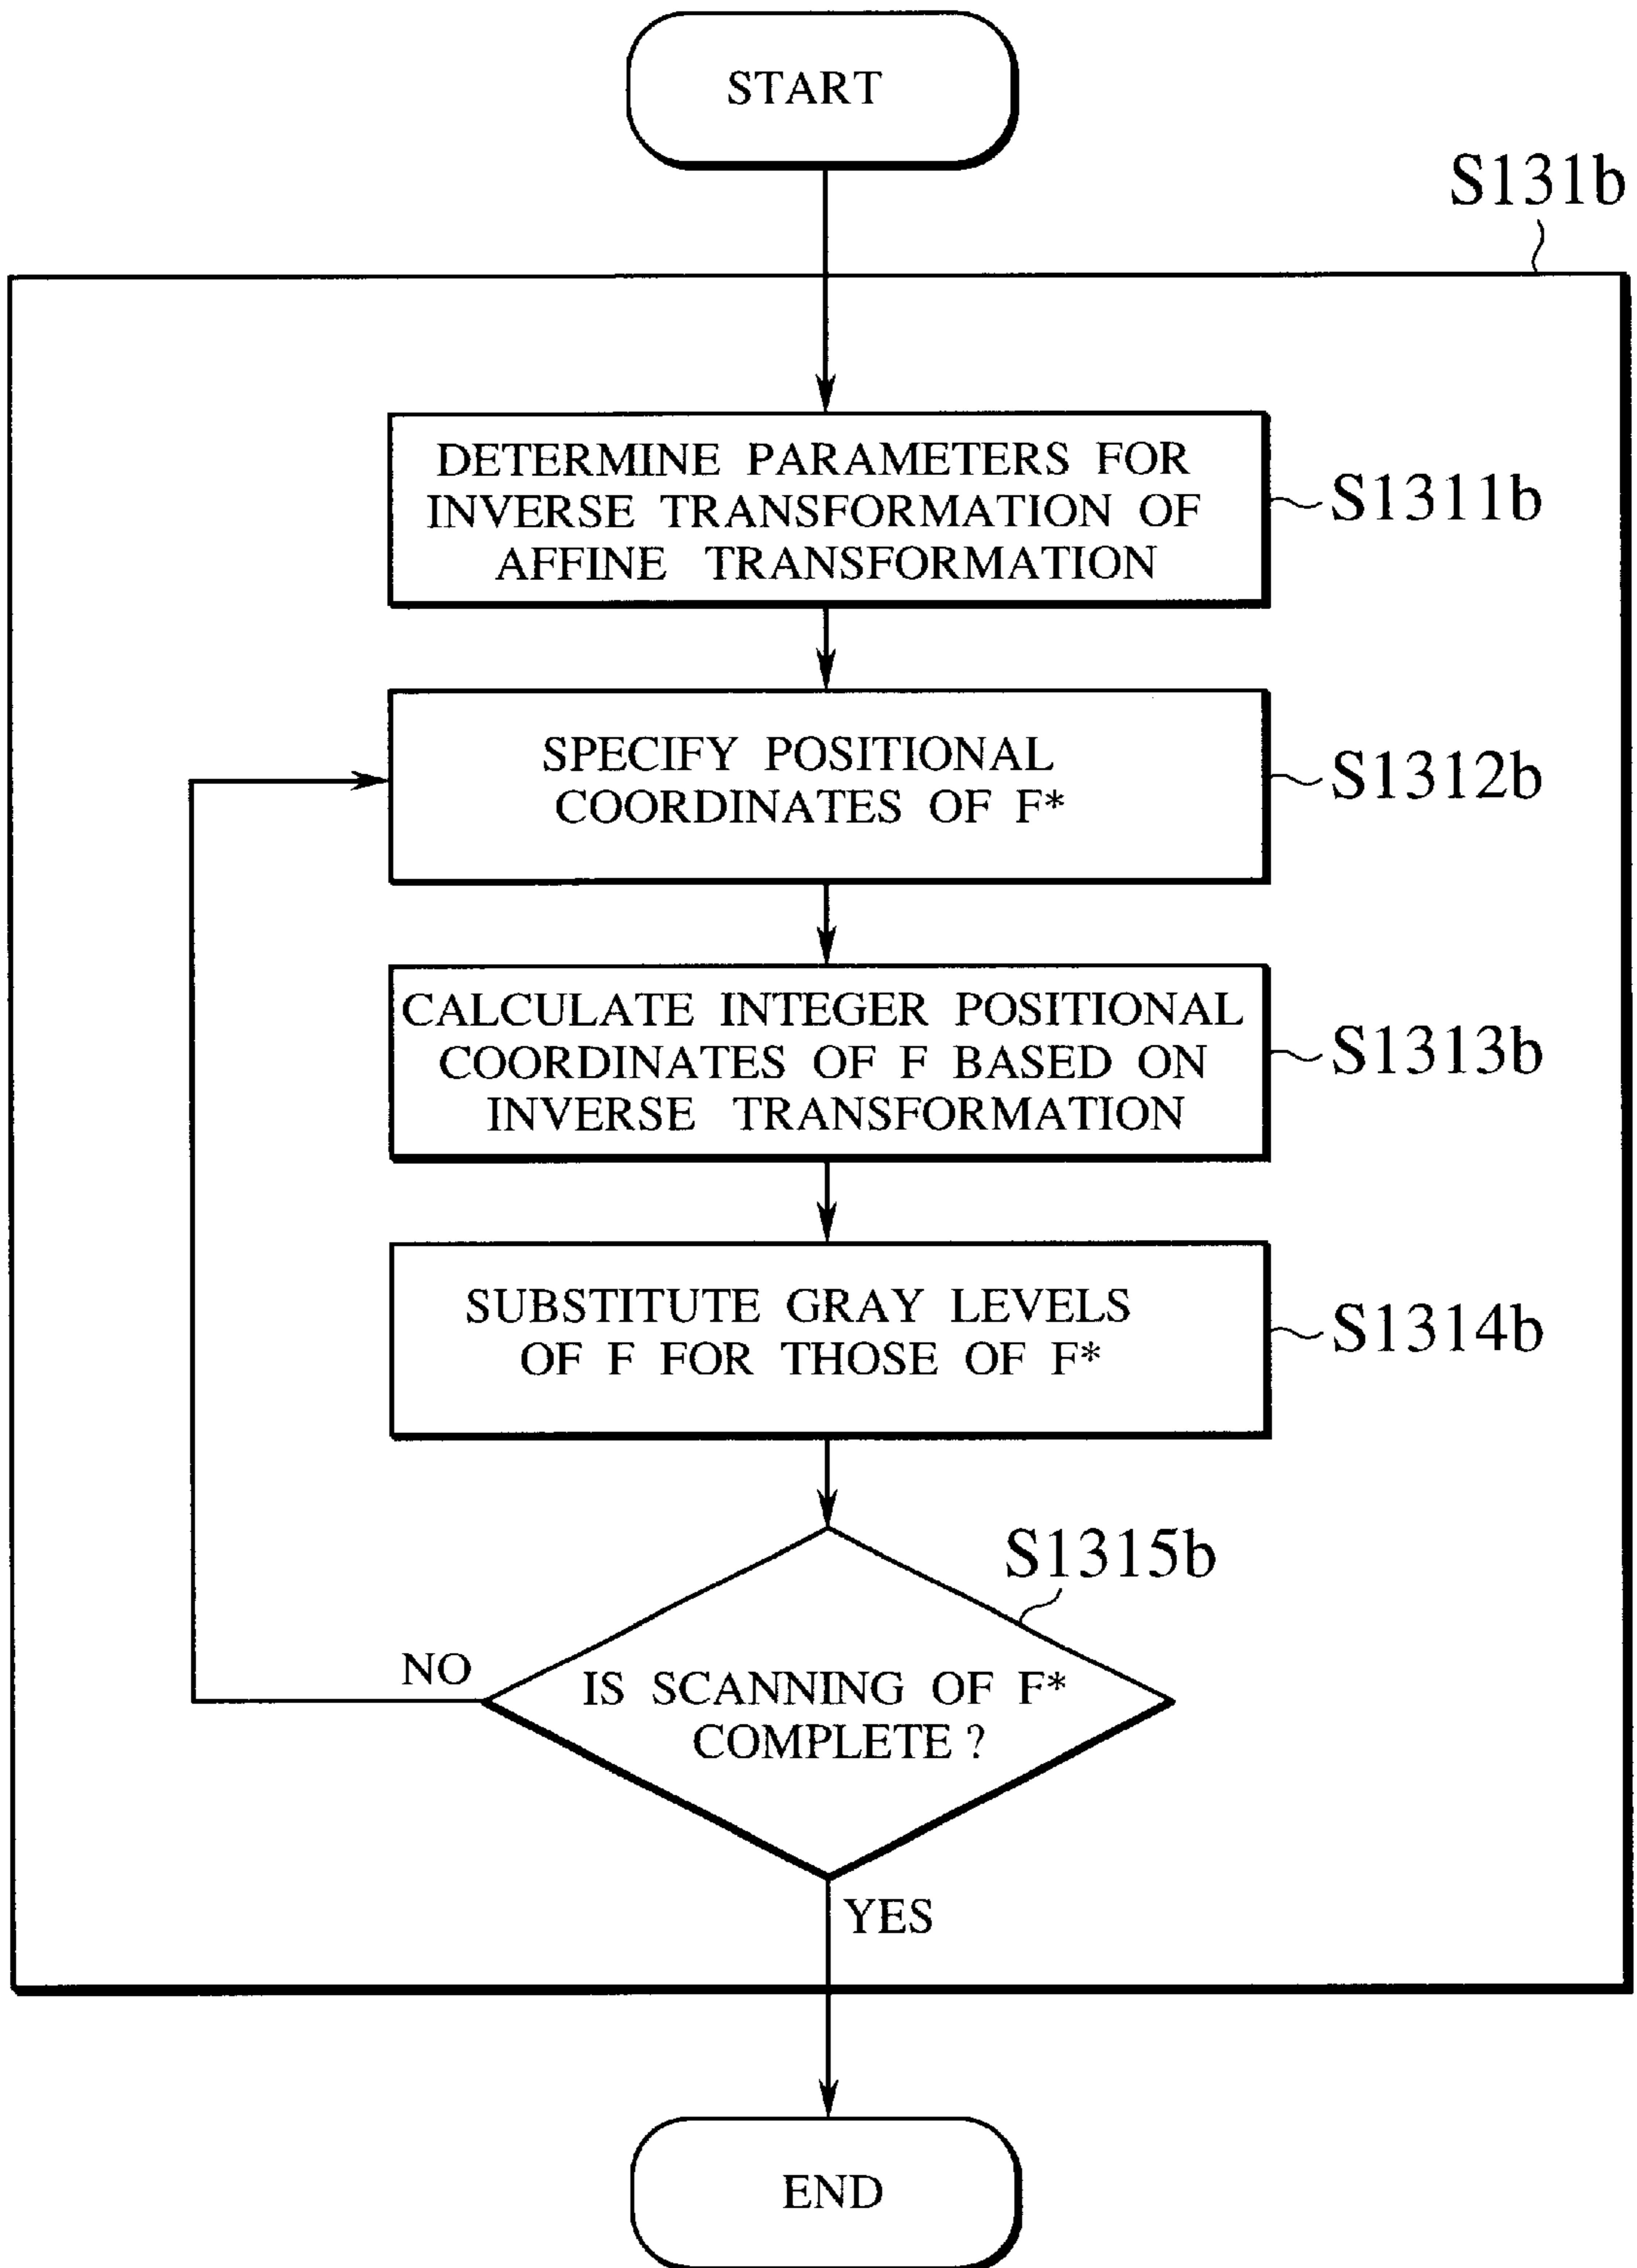 START
S131b
DETERMINE PARAMETERS FOR
INVERSE TRANSFORMATION OF
AFFINE TRANSFORMATION
S1311b
SPECIFY POSITIONAL
COORDINATES OF F*
S1312b
CALCULATE INTEGER POSITIONAL
COORDINATES OF F BASED ON
INVERSE TRANSFORMATION
S1313b
SUBSTITUTE GRAY LEVELS
OF F FOR THOSE OF F*
S1314b
S1315b
NO
IS SCANNING OF F*
COMPLETE ?
YES
END